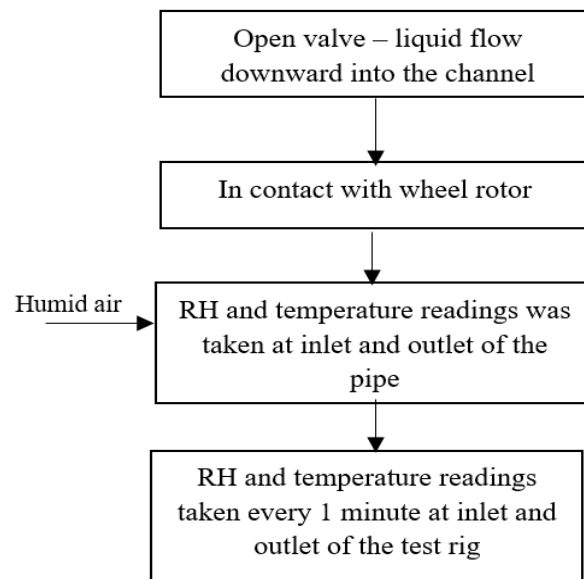 Open valve – liquid flow
downward into the channel
In contact with wheel rotor
Humid air
RH and temperature readings was
taken at inlet and outlet of the
pipe
RH and temperature readings
taken every 1 minute at inlet and
outlet of the test rig